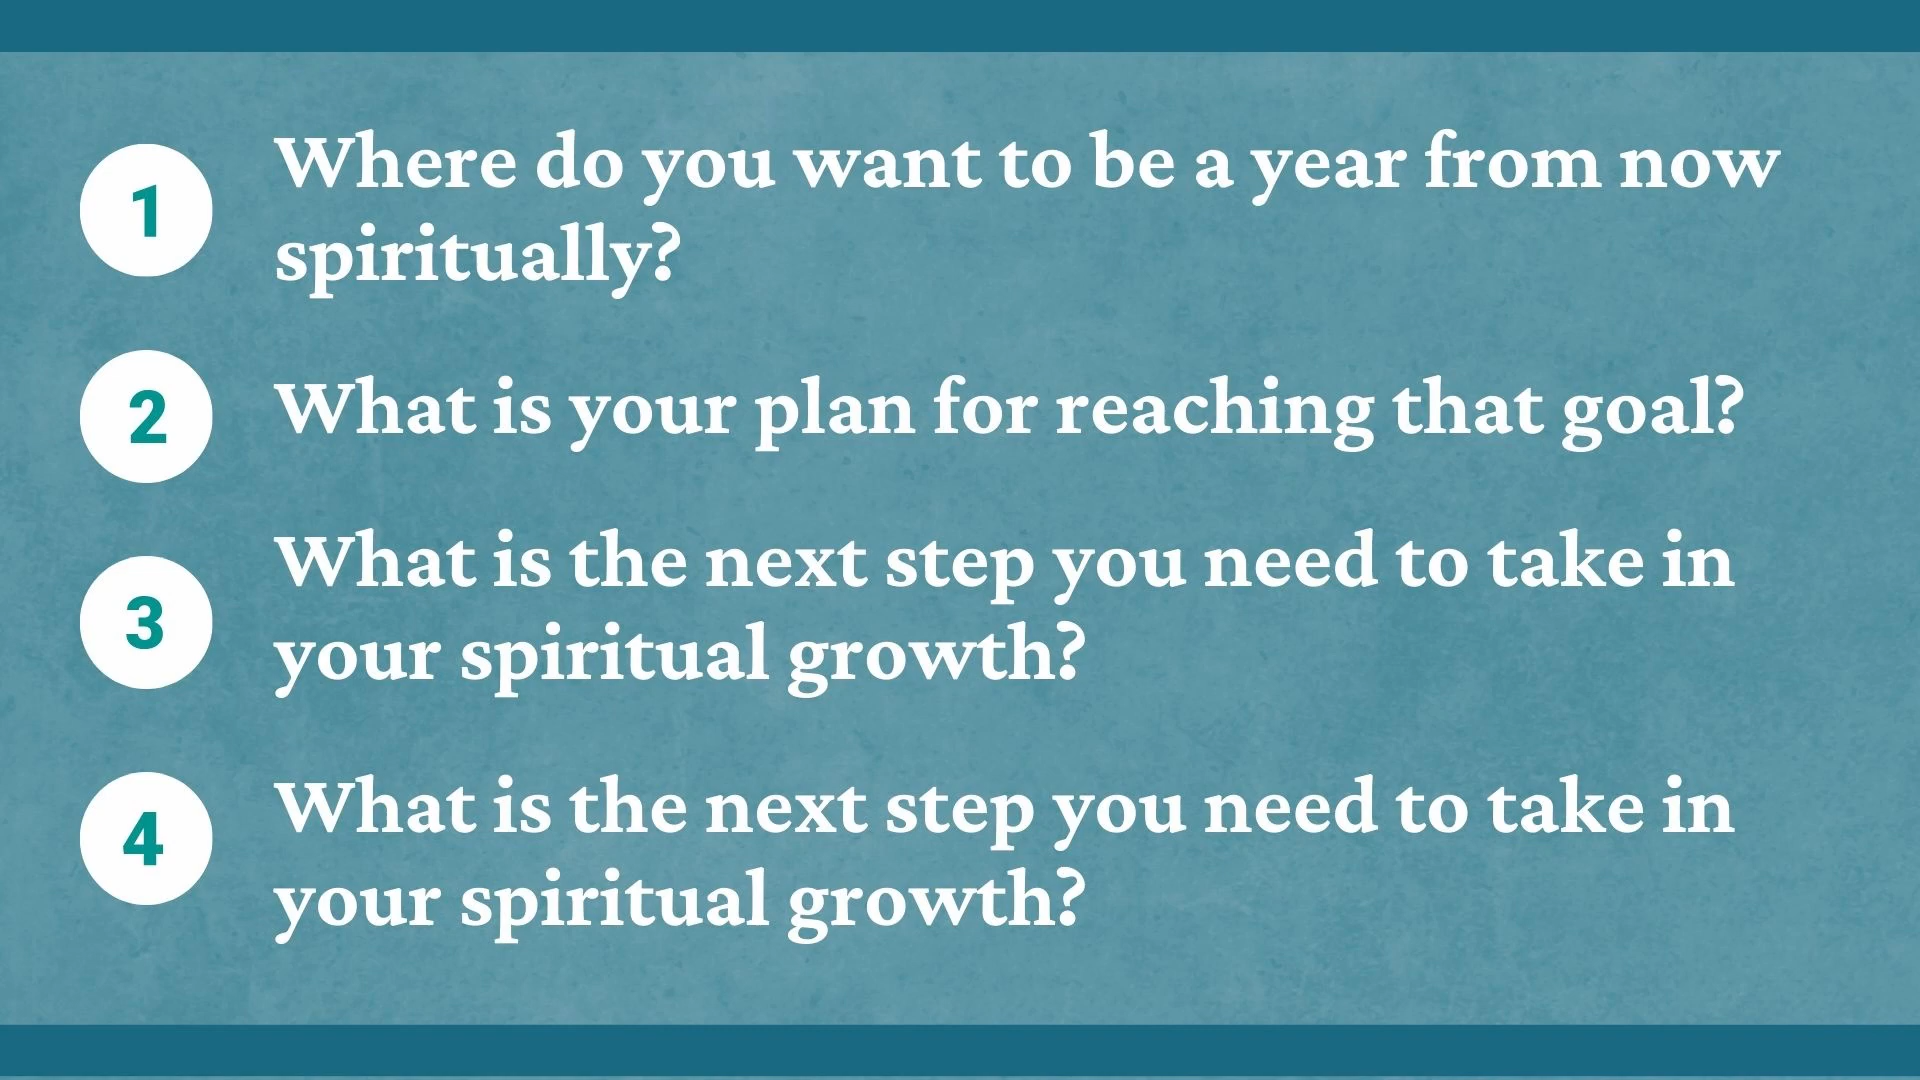 1
Where do you want to be a year from now
spiritually?
2
What is your plan for reaching that goal?
3
What is the next step you need to take in
your spiritual growth?
4
What is the next step you need to take in
your spiritual growth?